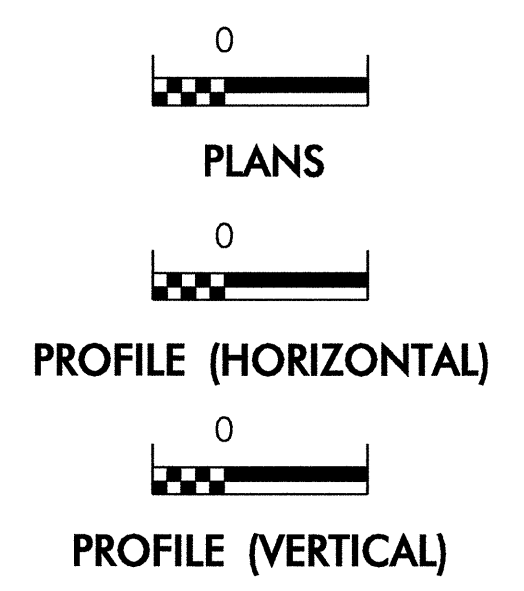 0
PLANS
0
PROFILE (HORIZONTAL)
0
PROFILE (VERTICAL)